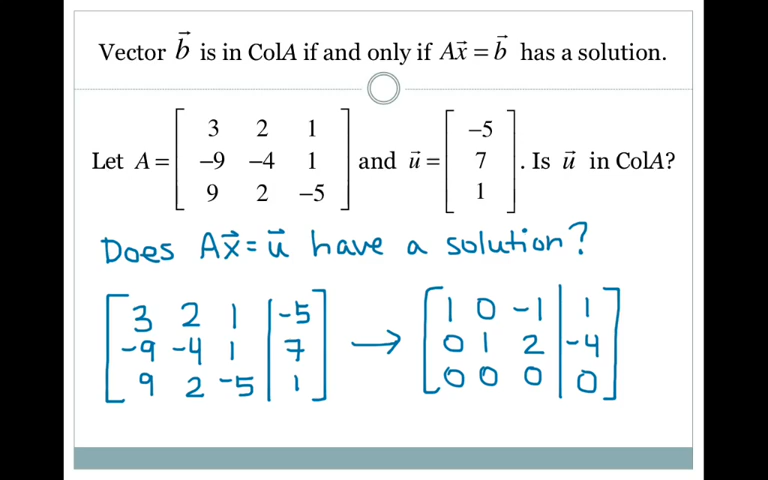 Vector b⃗ is in ColA if and only if Ax⃗ = b⃗ has a solution.
Let A = [ 3 2 1 ; −9 −4 1 ; 9 2 −5 ] and u⃗ = [ −5 ; 7 ; 1 ] . Is u⃗ in ColA?
Does Ax⃗ = u⃗ have a solution?
[ 3 2 1 | -5 ] → [ 1 0 -1 | 1 ]
[ -9 -4 1 | 7 ] [ 0 1 2 | -4 ]
[ 9 2 -5 | 1 ] [ 0 0 0 | 0 ]